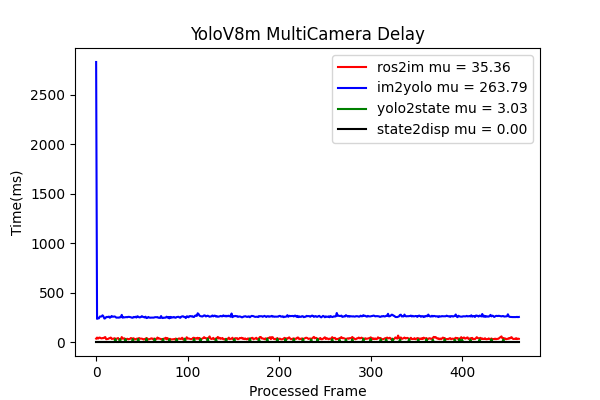 YoloV8m MultiCamera Delay
ros2im mu = 35.36
im2yolo mu = 263.79
yolo2state mu = 3.03
state2disp mu = 0.00
Time(ms)
2500
2000
1500
1000
500
0
0 100 200 300 400
Processed Frame